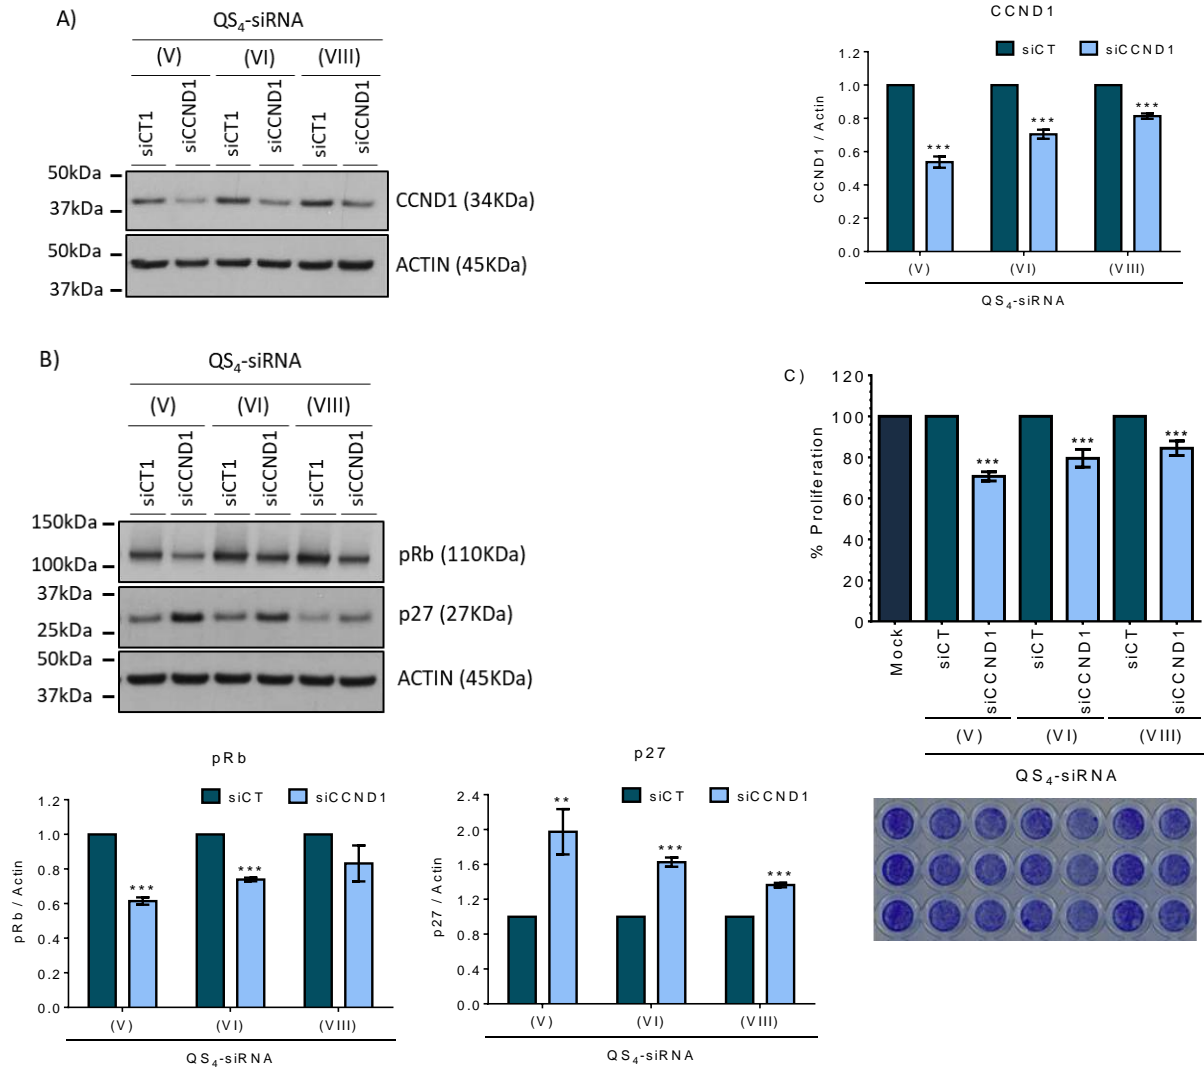 A)
QS4-siRNA
(V) (VI) (VIII)
siCT1 siCCND1 siCT1 siCCND1 siCT1 siCCND1
50kDa
37kDa
CCND1 (34KDa)
50kDa
37kDa
ACTIN (45KDa)
CCND1
siCT siCCND1
CCND1 / Actin
1.2
1.0
0.8
0.6
0.4
0.2
0.0
*** *** ***
(V) (VI) (VIII)
QS4-siRNA
B)
QS4-siRNA
(V) (VI) (VIII)
siCT1 siCCND1 siCT1 siCCND1 siCT1 siCCND1
150kDa
100kDa
pRb (110KDa)
37kDa
25kDa
p27 (27KDa)
50kDa
37kDa
ACTIN (45KDa)
C)
% Proliferation
120
100
80
60
40
20
0
*** *** ***
Mock siCT siCCND1 siCT siCCND1 siCT siCCND1
(V) (VI) (VIII)
QS4-siRNA
pRb
siCT siCCND1
pRb / Actin
1.2
1.0
0.8
0.6
0.4
0.2
0.0
*** ***
(V) (VI) (VIII)
QS4-siRNA
p27
siCT siCCND1
p27 / Actin
2.4
2.0
1.6
1.2
0.8
0.4
0.0
** *** ***
(V) (VI) (VIII)
QS4-siRNA